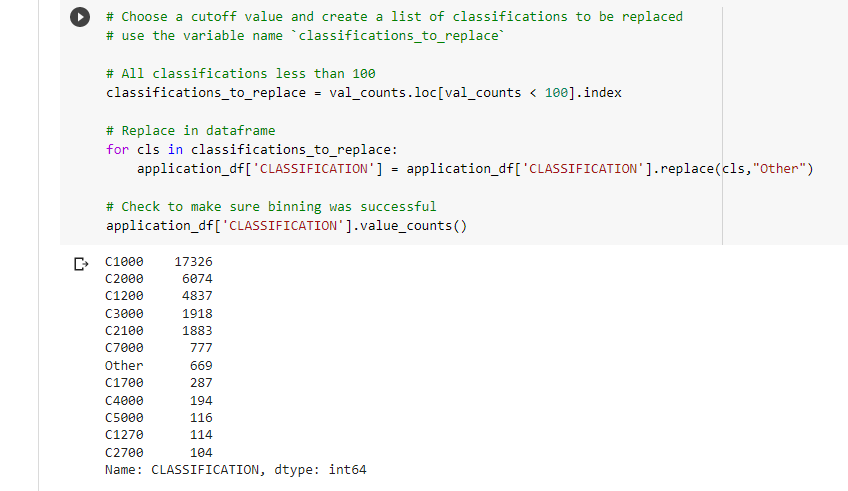 # Choose a cutoff value and create a list of classifications to be replaced
# use the variable name `classifications_to_replace`
# All classifications less than 100
classifications_to_replace = val_counts.loc[val_counts < 100].index
# Replace in dataframe
for cls in classifications_to_replace:
    application_df['CLASSIFICATION'] = application_df['CLASSIFICATION'].replace(cls,"Other")
# Check to make sure binning was successful
application_df['CLASSIFICATION'].value_counts()
C1000    17326
C2000     6074
C1200     4837
C3000     1918
C2100     1883
C7000      777
Other      669
C1700      287
C4000      194
C5000      116
C1270      114
C2700      104
Name: CLASSIFICATION, dtype: int64